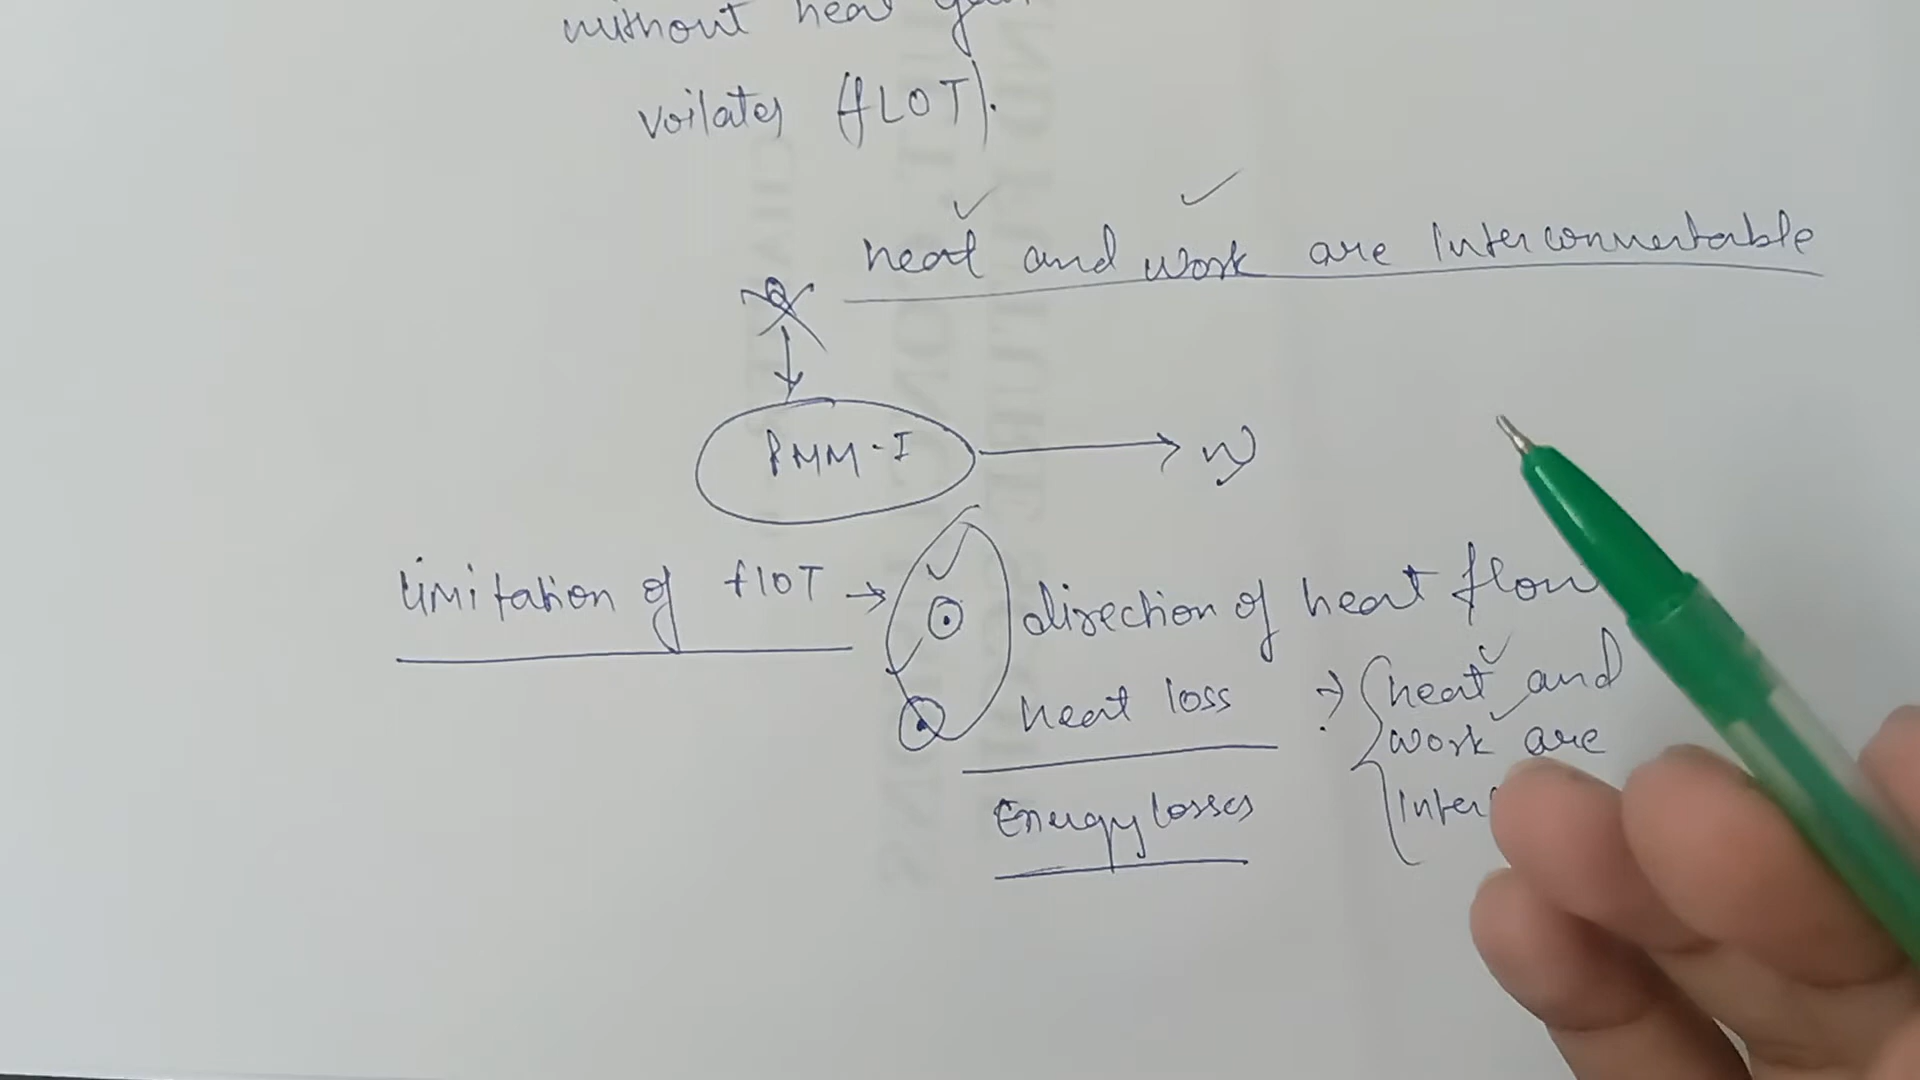 without heat
voilates (fLOT).
heat and work are Interconvertable
Q
PMM-I → W
limitation of fLOT → direction of heat flow
heat loss → heat and
work are
Inter
Energy losses